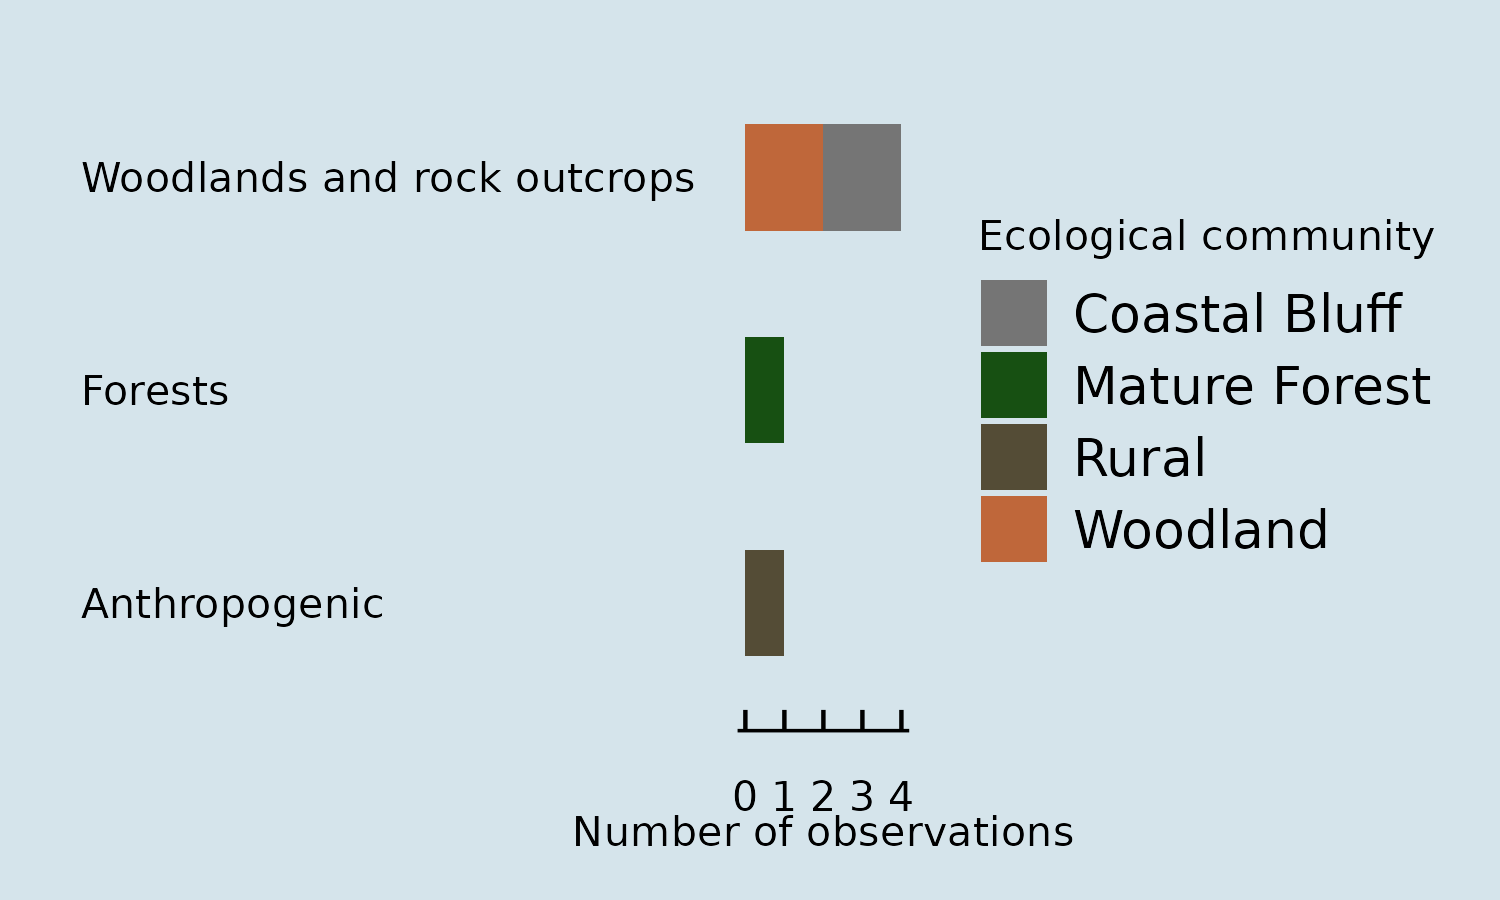 Woodlands and rock outcrops
Forests
Anthropogenic
0 1 2 3 4
Number of observations
Ecological community
Coastal Bluff
Mature Forest
Rural
Woodland